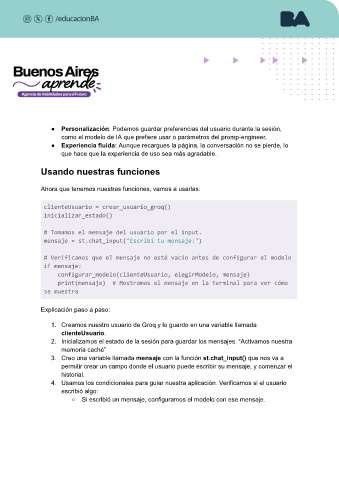 /educacionBA
BA
Buenos Aires
aprende
Agencia de Habilidades para el Futuro
● Personalización: Podemos guardar preferencias del usuario durante la sesión,
como el modelo de IA que prefiere usar o parámetros del promp-engineer.
● Experiencia fluida: Aunque recargues la página, la conversación no se pierde, lo
que hace que la experiencia de uso sea más agradable.
Usando nuestras funciones
Ahora que tenemos nuestras funciones, vamos a usarlas:
clienteUsuario = crear_usuario_groq()
inicializar_estado()
# Tomamos el mensaje del usuario por el input.
mensaje = st.chat_input("Escribí tu mensaje:")
# Verificamos que el mensaje no esté vacío antes de configurar el modelo
if mensaje:
configurar_modelo(clienteUsuario, elegirModelo, mensaje)
print(mensaje) # Mostramos el mensaje en la terminal para ver cómo
se muestra
Explicación paso a paso:
1. Creamos nuestro usuario de Groq y lo guardo en una variable llamada
clienteUsuario.
2. Inicializamos el estado de la sesión para guardar los mensajes. "Activamos nuestra
memoria caché"
3. Creo una variable llamada mensaje con la función st.chat_input() que nos va a
permitir crear un campo donde el usuario puede escribir su mensaje, y comenzar el
historial.
4. Usamos los condicionales para guiar nuestra aplicación. Verificamos si el usuario
escribió algo:
○ Si escribió un mensaje, configuramos el modelo con ese mensaje.